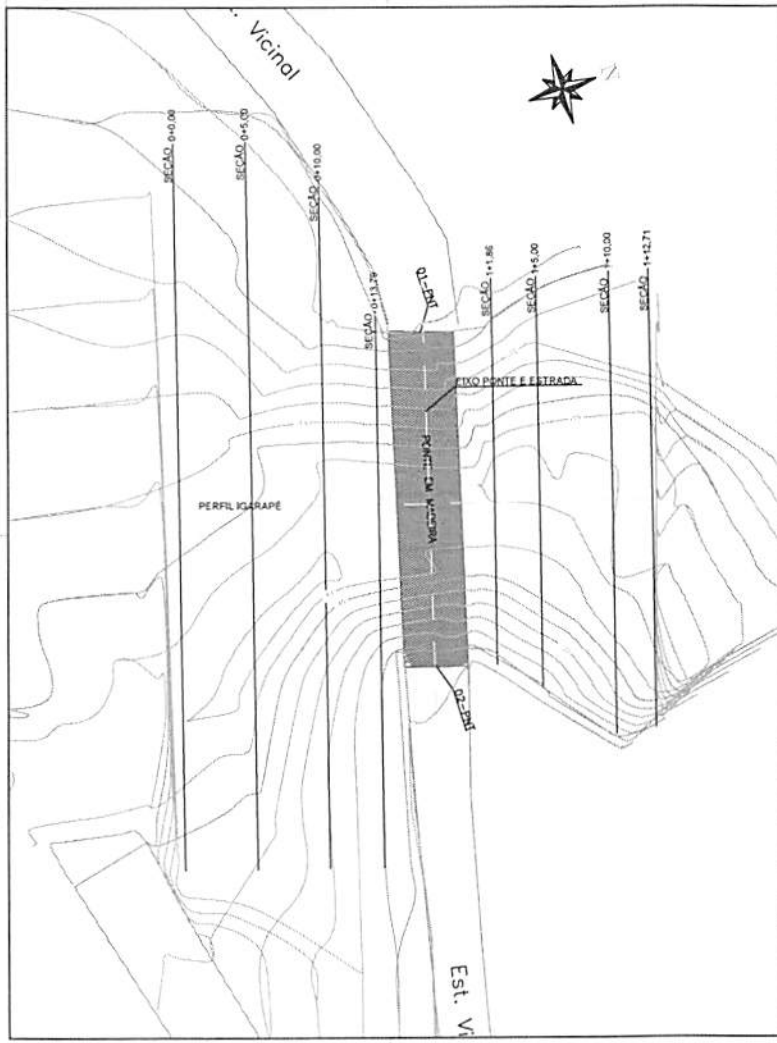 Est. Vicinal
N
SEÇÃO 0+0,00
SEÇÃO 0+5,00
SEÇÃO 0+10,00
SEÇÃO 0+13,79
01-PNT
SEÇÃO 1+1,86
SEÇÃO 1+5,00
SEÇÃO 1+10,00
SEÇÃO 1+12,71
EIXO PONTE E ESTRADA
PONTE EM MADEIRA
PERFIL IGARAPÉ
02-PNT
Est. Vi